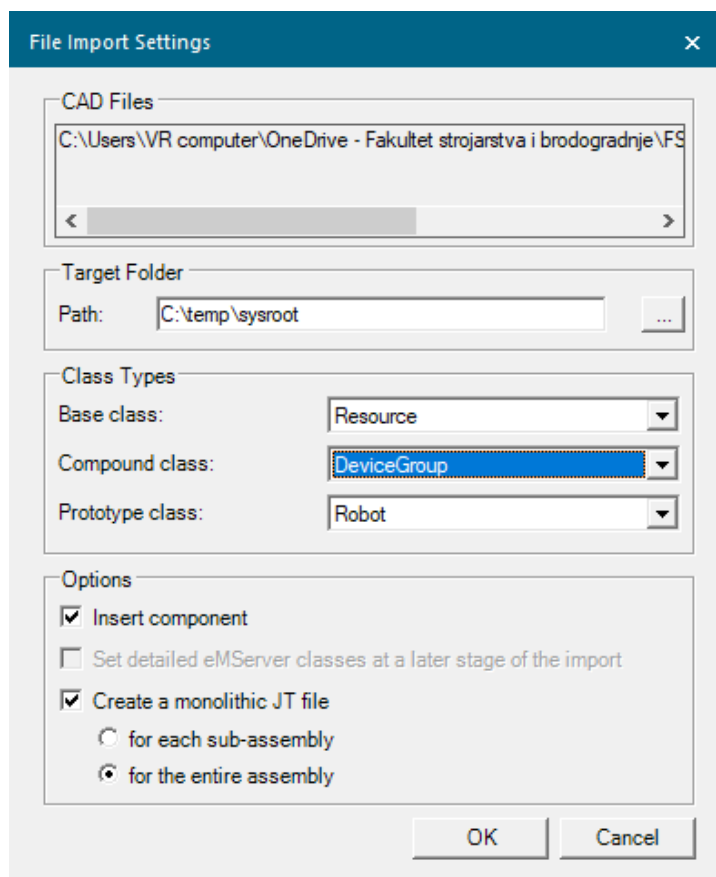 File Import Settings
CAD Files
C:\Users\VR computer\OneDrive - Fakultet strojarstva i brodogradnje\FS
Target Folder
Path: C:\temp\sysroot ...
Class Types
Base class: Resource
Compound class: DeviceGroup
Prototype class: Robot
Options
Insert component
Set detailed eMServer classes at a later stage of the import
Create a monolithic JT file
for each sub-assembly
for the entire assembly
OK Cancel